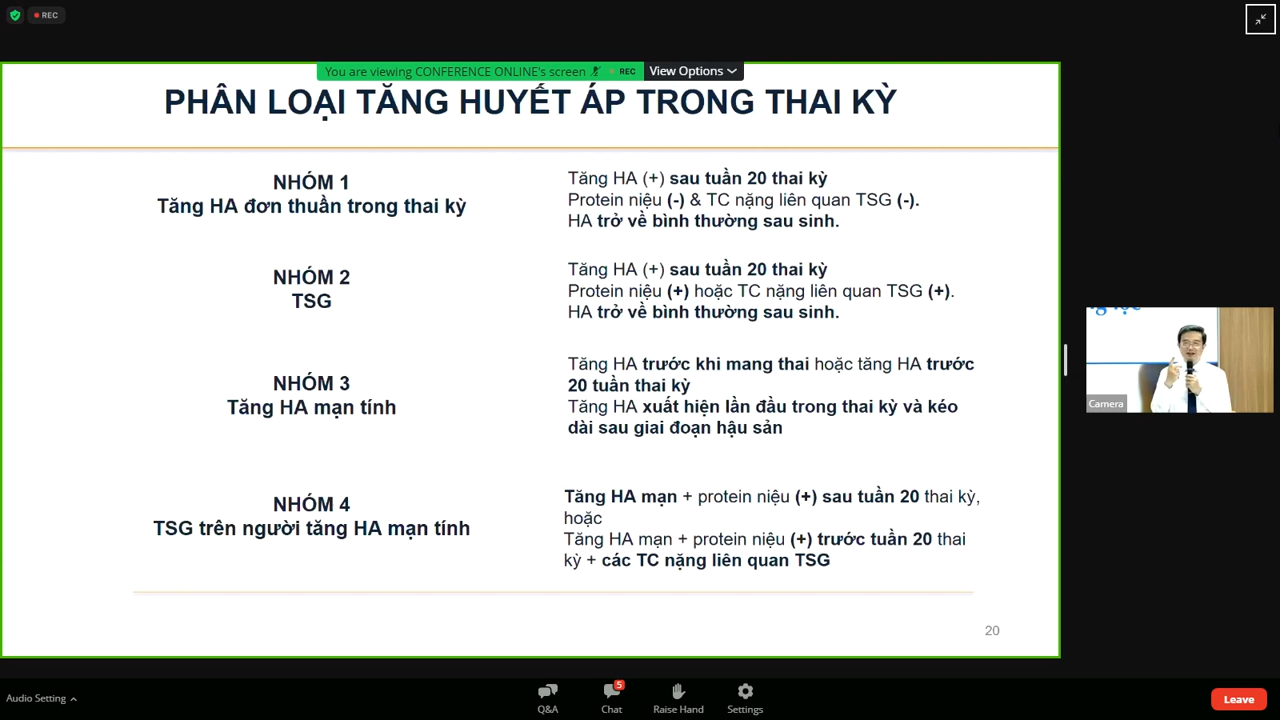 REC
You are viewing CONFERENCE ONLINE's screen REC View Options
PHÂN LOẠI TĂNG HUYẾT ÁP TRONG THAI KỲ
NHÓM 1
Tăng HA đơn thuần trong thai kỳ
Tăng HA (+) sau tuần 20 thai kỳ
Protein niệu (-) & TC nặng liên quan TSG (-).
HA trở về bình thường sau sinh.
NHÓM 2
TSG
Tăng HA (+) sau tuần 20 thai kỳ
Protein niệu (+) hoặc TC nặng liên quan TSG (+).
HA trở về bình thường sau sinh.
NHÓM 3
Tăng HA mạn tính
Tăng HA trước khi mang thai hoặc tăng HA trước
20 tuần thai kỳ
Tăng HA xuất hiện lần đầu trong thai kỳ và kéo
dài sau giai đoạn hậu sản
NHÓM 4
TSG trên người tăng HA mạn tính
Tăng HA mạn + protein niệu (+) sau tuần 20 thai kỳ,
hoặc
Tăng HA mạn + protein niệu (+) trước tuần 20 thai
kỳ + các TC nặng liên quan TSG
20
Camera
Audio Setting
Q&A
5
Chat
Raise Hand
Settings
Leave